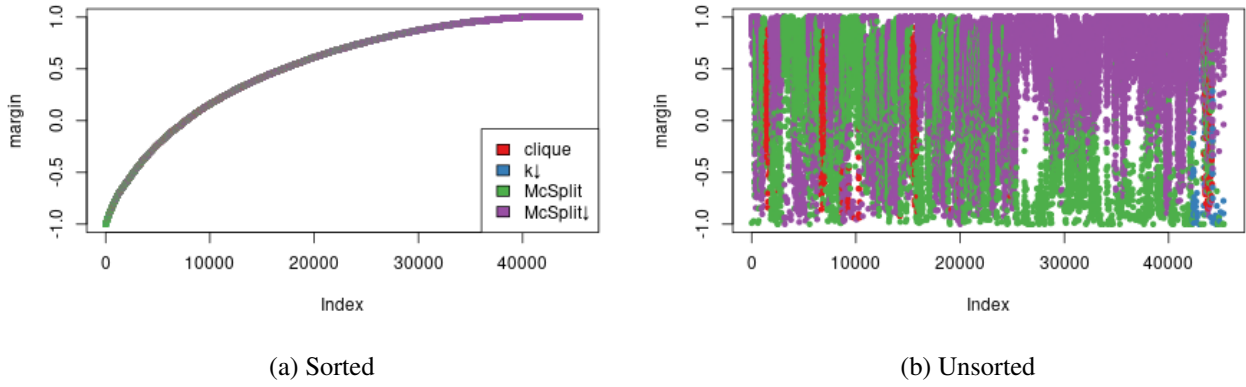 1.0
0.5
0.0
-0.5
-1.0
margin
0 10000 20000 30000 40000
Index
clique
k↓
McSplit
McSplit↓
(a) Sorted
1.0
0.5
0.0
-0.5
-1.0
margin
0 10000 20000 30000 40000
Index
(b) Unsorted